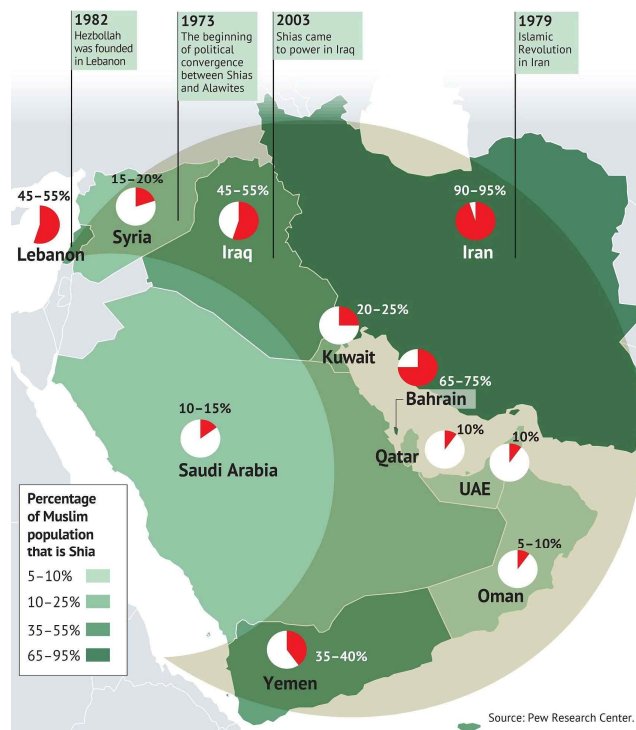 1982
Hezbollah
was founded
in Lebanon
1973
The beginning
of political
convergence
between Shias
and Alawites
2003
Shias came
to power in Iraq
1979
Islamic
Revolution
in Iran
45–55%
Lebanon
15–20%
Syria
45–55%
Iraq
90–95%
Iran
20–25%
Kuwait
65–75%
Bahrain
10–15%
Saudi Arabia
Qatar
10%
10%
UAE
5–10%
Oman
35–40%
Yemen
Percentage
of Muslim
population
that is Shia
5–10%
10–25%
35–55%
65–95%
Source: Pew Research Center.